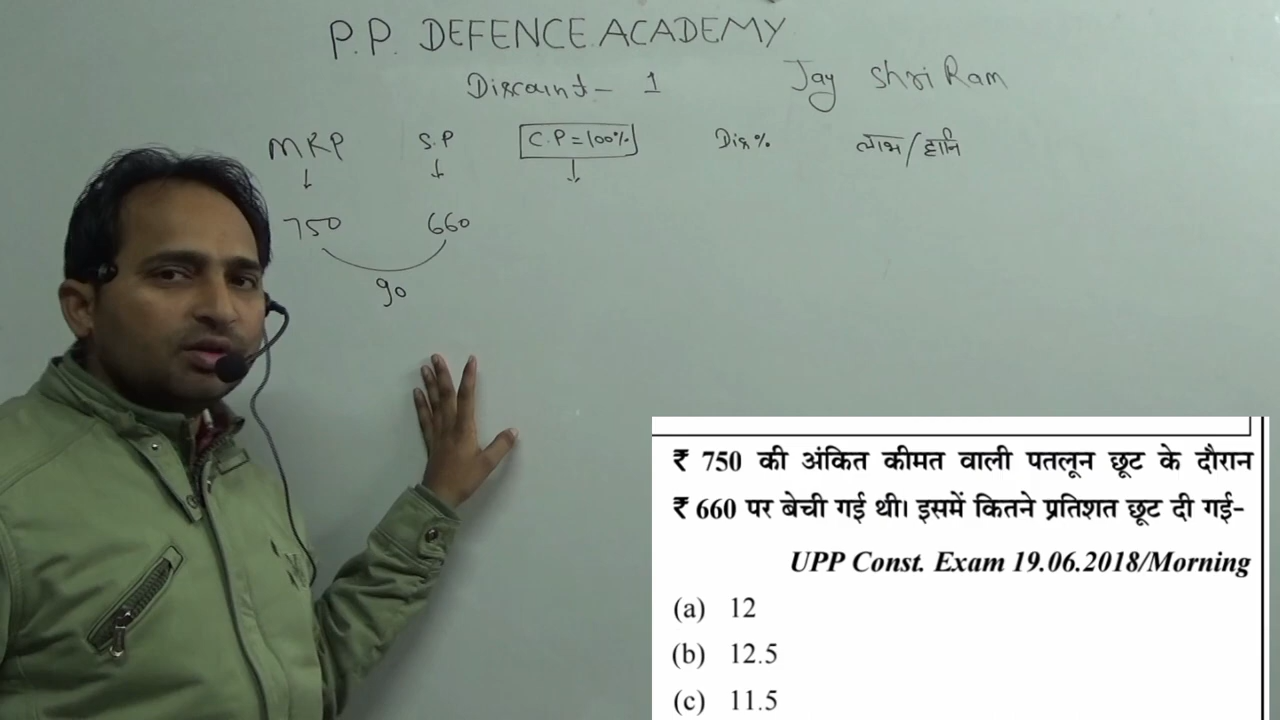 P.P. DEFENCE ACADEMY
Discount - 1 Jay Shri Ram
MRP S.P C.P = 100% Dis% लाभ/हानि
↓ ↓ ↓
750 660
90
₹ 750 की अंकित कीमत वाली पतलून छूट के दौरान
₹ 660 पर बेची गई थी। इसमें कितने प्रतिशत छूट दी गई-
UPP Const. Exam 19.06.2018/Morning
(a) 12
(b) 12.5
(c) 11.5